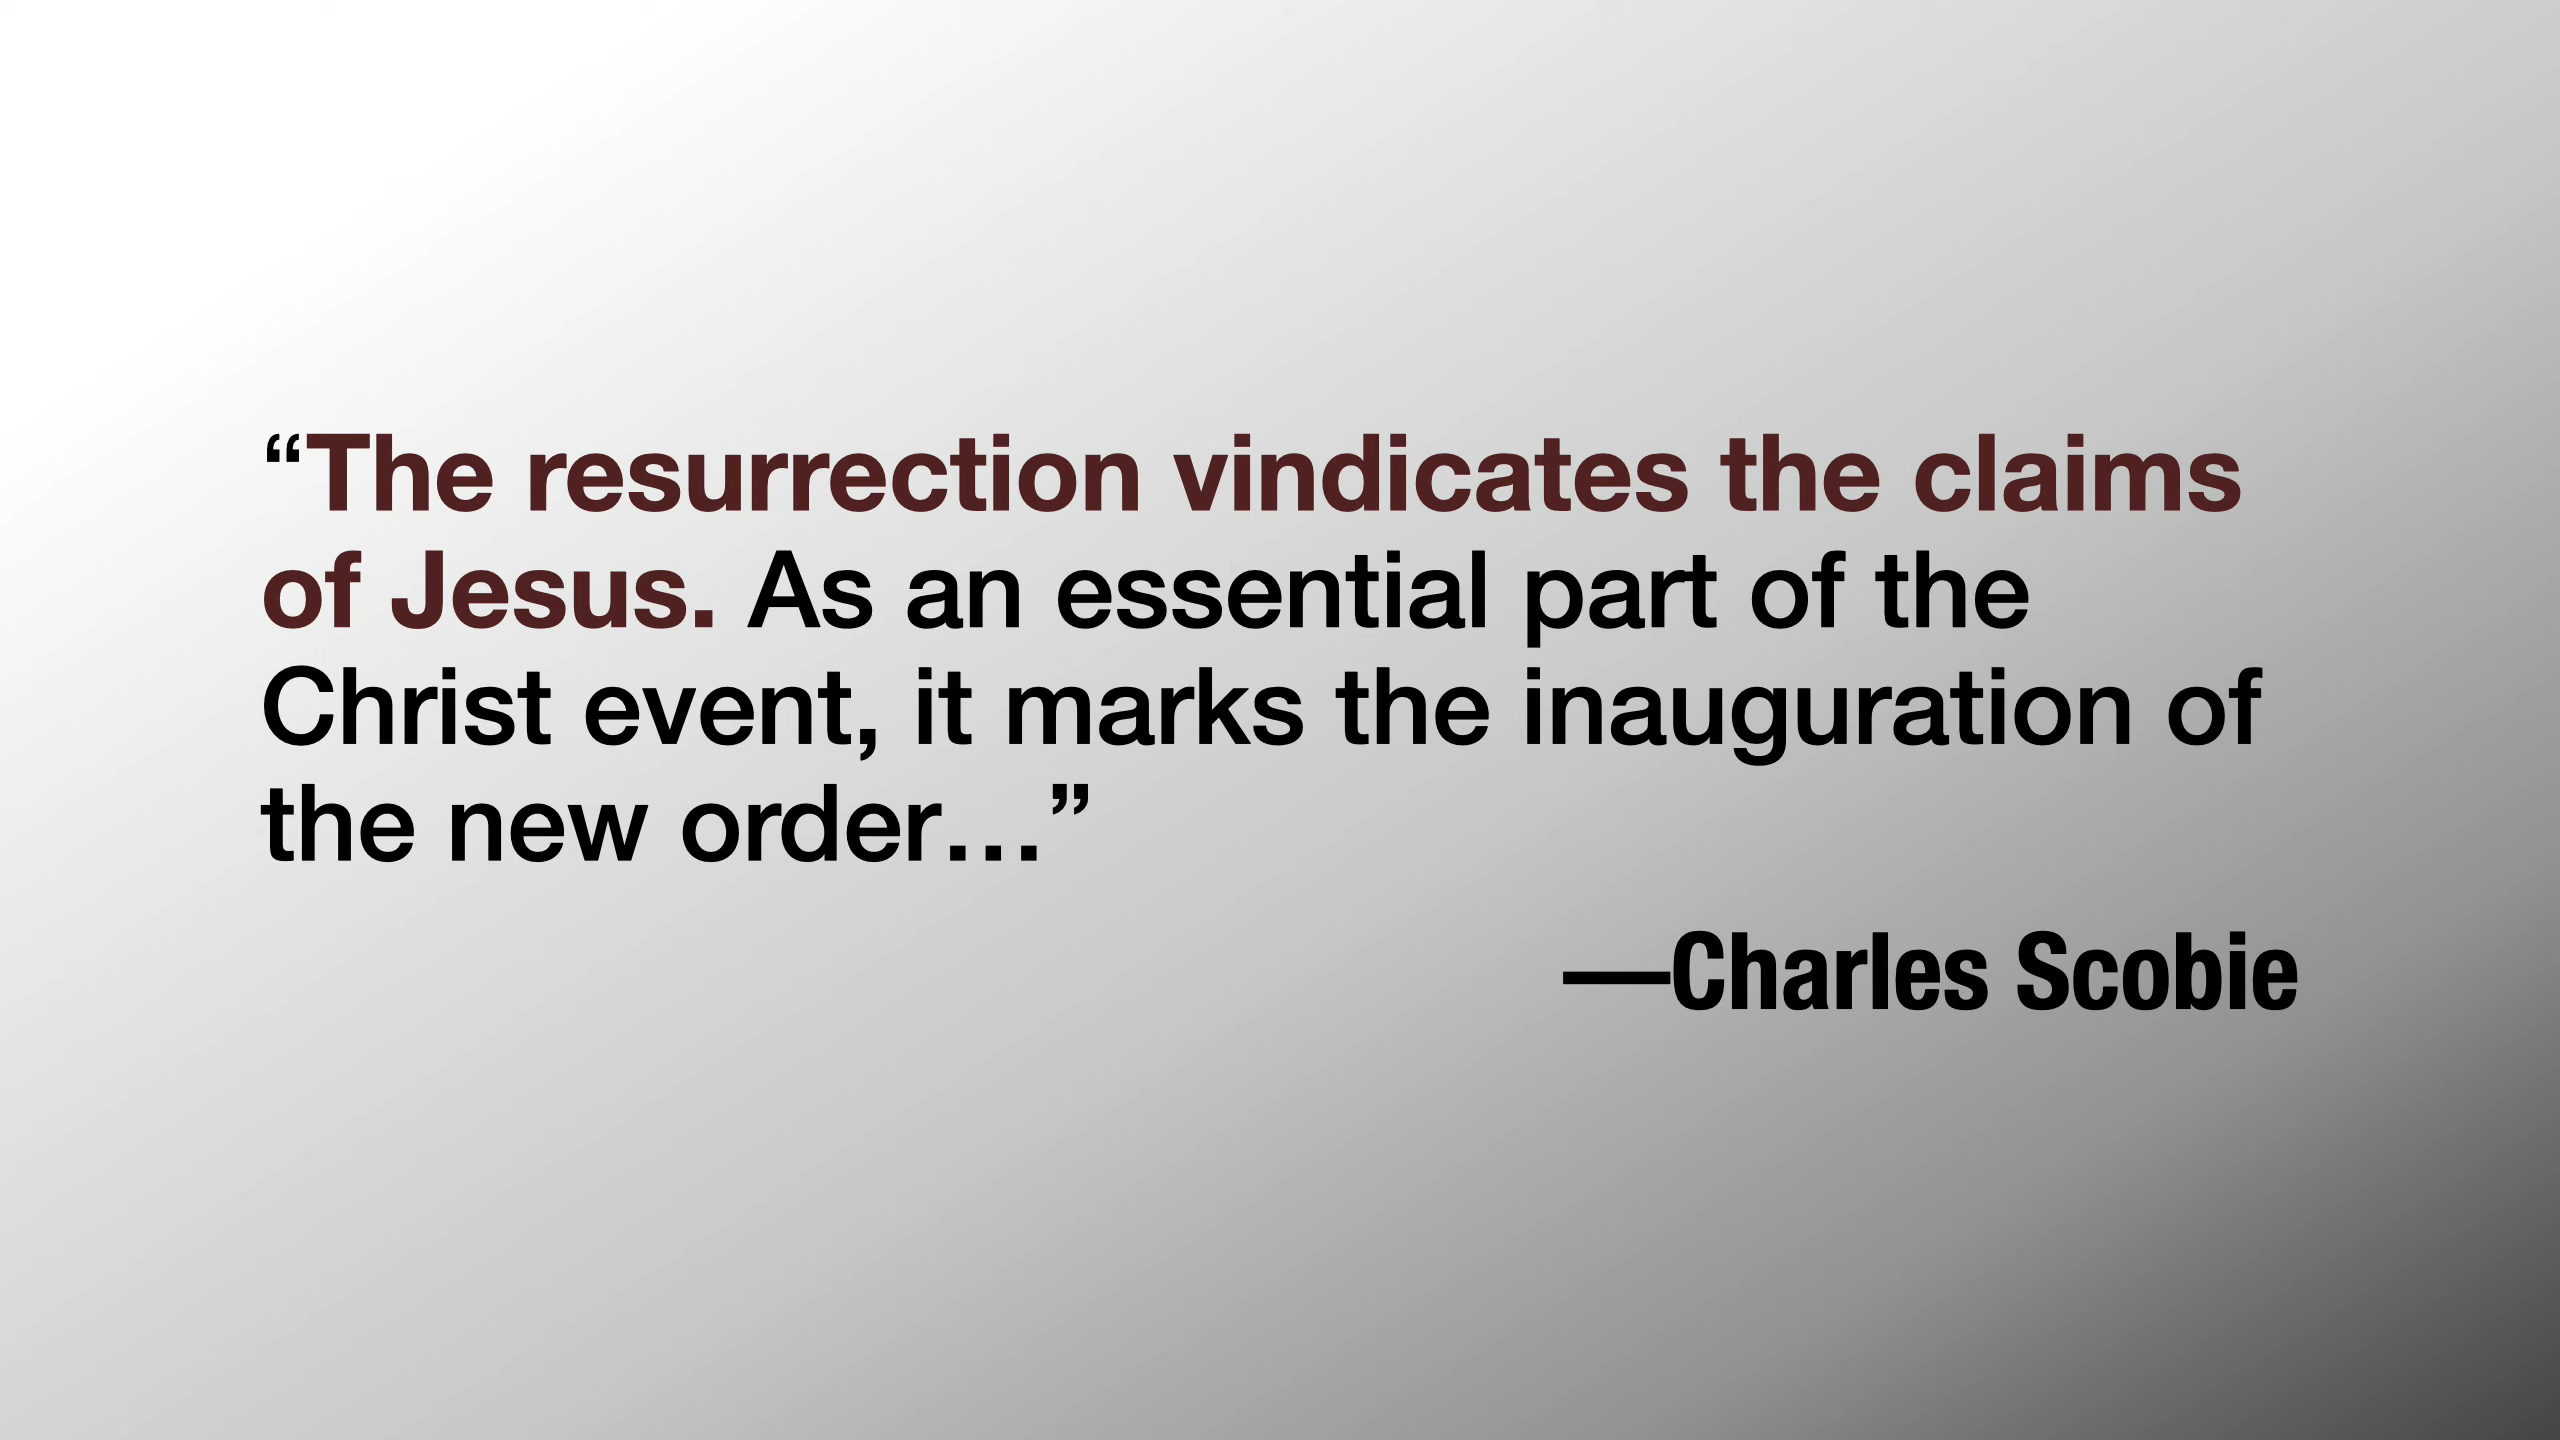 “The resurrection vindicates the claims
of Jesus. As an essential part of the
Christ event, it marks the inauguration of
the new order…”
—Charles Scobie